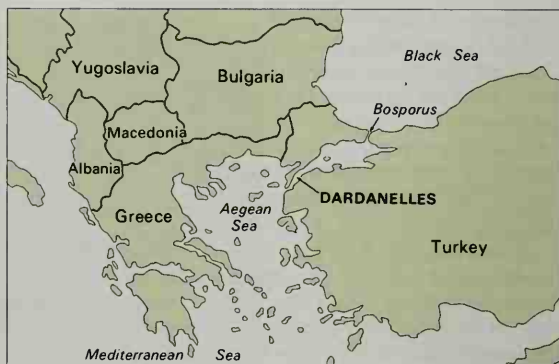 Black Sea
Yugoslavia
Bulgaria
Bosporus
Macedonia
Albania
DARDANELLES
Greece
Aegean
Sea
Turkey
Mediterranean Sea